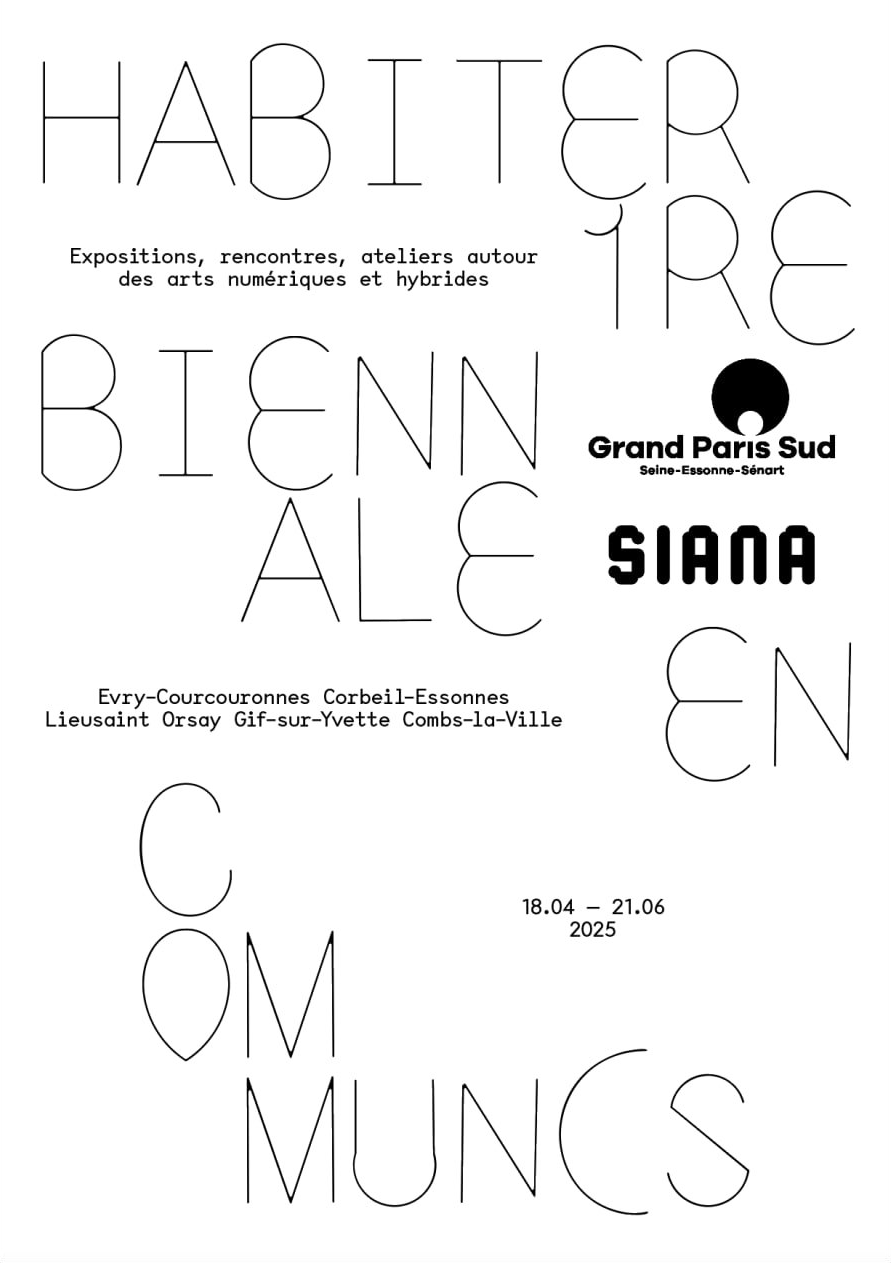 HABITER
1RE
Expositions, rencontres, ateliers autour
des arts numériques et hybrides
BIENN
ALE
Grand Paris Sud
Seine-Essonne-Sénart
SIANA
EN
Evry-Courcouronnes Corbeil-Essonnes
Lieusaint Orsay Gif-sur-Yvette Combs-la-Ville
C
OM
18.04 — 21.06
2025
MUN(S